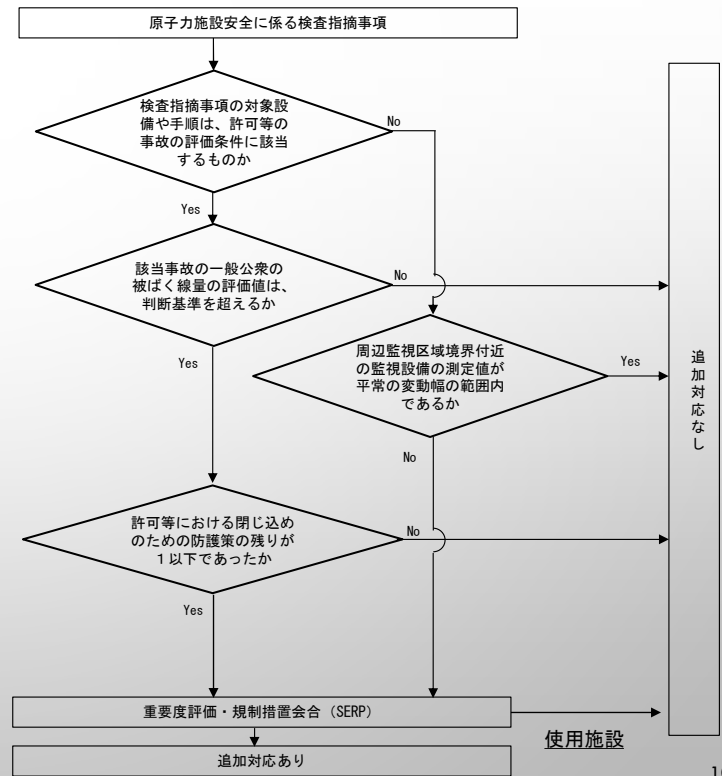 原子力施設安全に係る検査指摘事項
検査指摘事項の対象設
備や手順は、許可等の
事故の評価条件に該当
するものか
No
Yes
該当事故の一般公衆の
被ばく線量の評価値は、
判断基準を超えるか
No
Yes
周辺監視区域境界付近
の監視設備の測定値が
平常の変動幅の範囲内
であるか
Yes
No
追加対応なし
許可等における閉じ込め
のための防護策の残りが
1以下であったか
No
Yes
重要度評価・規制措置会合（SERP）
使用施設
追加対応あり